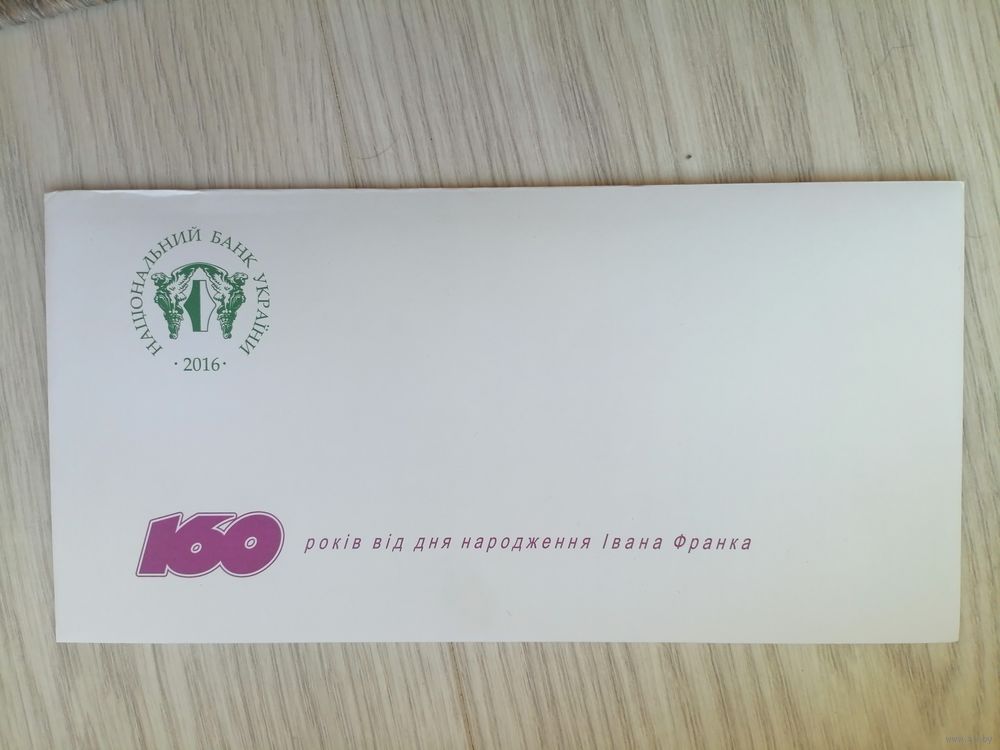 НАЦІОНАЛЬНИЙ БАНК УКРАЇНИ
· 2016 ·
160 років від дня народження Івана Франка